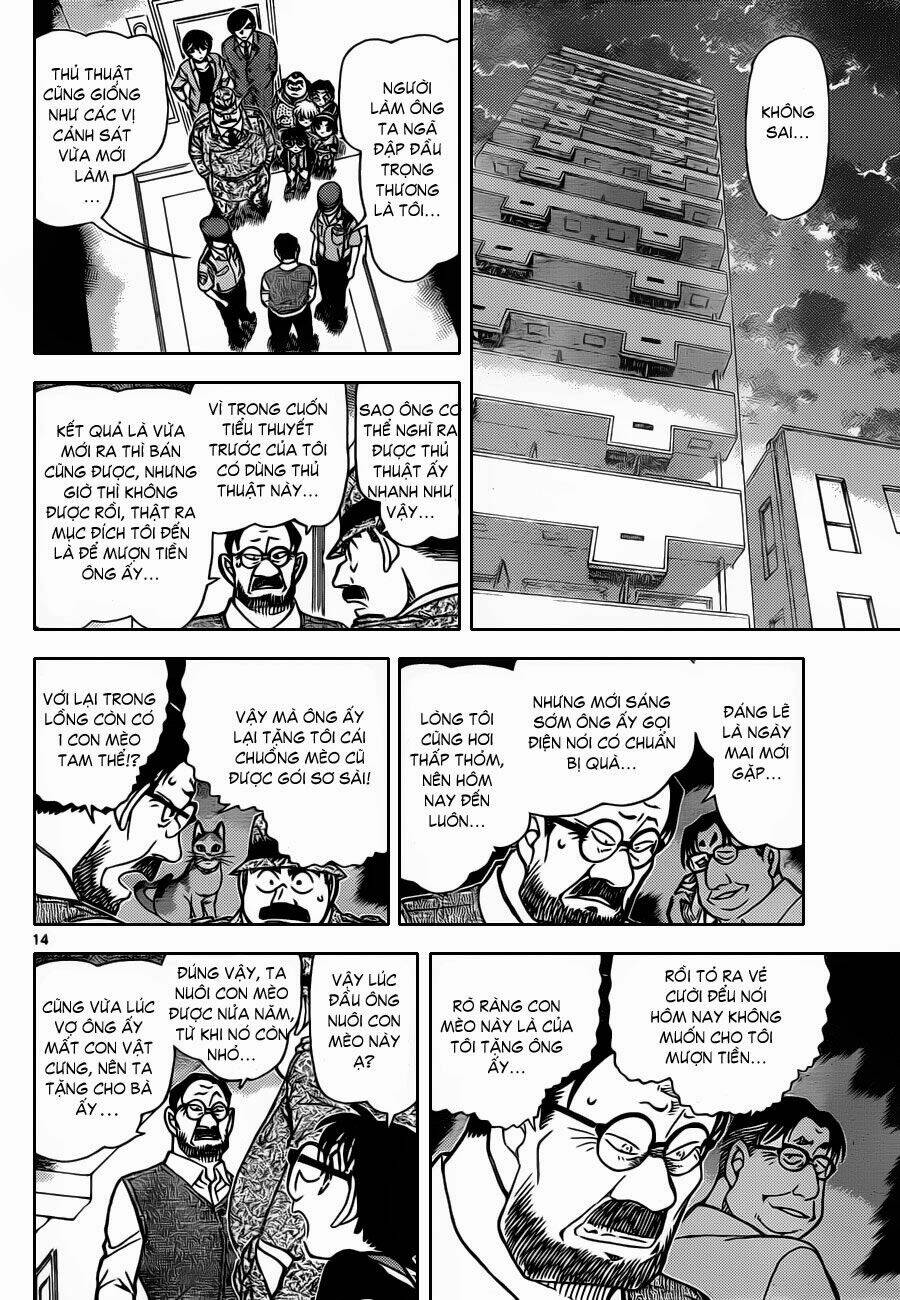 KHÔNG
SAI...
NGƯỜI
LÀM ÔNG
TA NGÃ
ĐẬP ĐẦU
TRỌNG
THƯƠNG
LÀ TÔI...
THỦ THUẬT
CŨNG GIỐNG
NHƯ CÁC VỊ
CẢNH SÁT
VỪA MỚI
LÀM
...
SAO ÔNG CÓ
THỂ NGHĨ RA
ĐƯỢC THỦ
THUẬT ẤY
NHANH NHƯ
VẬY...
VÌ TRONG CUỐN
TIỂU THUYẾT
TRƯỚC CỦA TÔI
CÓ DÙNG THỦ
THUẬT NÀY...
KẾT QUẢ LÀ VỪA
MỚI RA THÌ BÁN
CŨNG ĐƯỢC, NHƯNG
GIỜ THÌ KHÔNG
ĐƯỢC RỒI, THẬT RA
MỤC ĐÍCH TÔI ĐẾN
LÀ ĐỂ MƯỢN TIỀN
ÔNG ẤY...
ĐÁNG LẼ
LÀ NGÀY
MAI MỚI
GẶP...
NHƯNG MỚI SÁNG
SỚM ÔNG ẤY GỌI
ĐIỆN NÓI CÓ CHUẨN
BỊ QUÀ...
LÒNG TÔI
CŨNG HƠI
THẤP THỎM,
NÊN HÔM
NAY ĐẾN
LUÔN...
VẬY MÀ ÔNG ẤY
LẠI TẶNG TÔI CÁI
CHUỒNG MÈO CŨ
ĐƯỢC GÓI SƠ SÀI!
VỚI LẠI TRONG
LỒNG CÒN CÓ
1 CON MÈO
TAM THỂ!?
RỒI TỎ RA VẺ
CƯỜI ĐỂU NÓI
HÔM NAY KHÔNG
MUỐN CHO TÔI
MƯỢN TIỀN...
RÕ RÀNG CON
MÈO NÀY LÀ CỦA
TÔI TẶNG ÔNG
ẤY...
VẬY LÚC
ĐẦU ÔNG
NUÔI CON
MÈO NÀY
Ạ?
ĐÚNG VẬY, TA
NUÔI CON MÈO
ĐƯỢC NỬA NĂM,
TỪ KHI NÓ CÒN
NHỎ...
CŨNG VỪA LÚC
VỢ ÔNG ẤY
MẤT CON VẬT
CƯNG, NÊN TA
TẶNG CHO BÀ
ẤY...
14